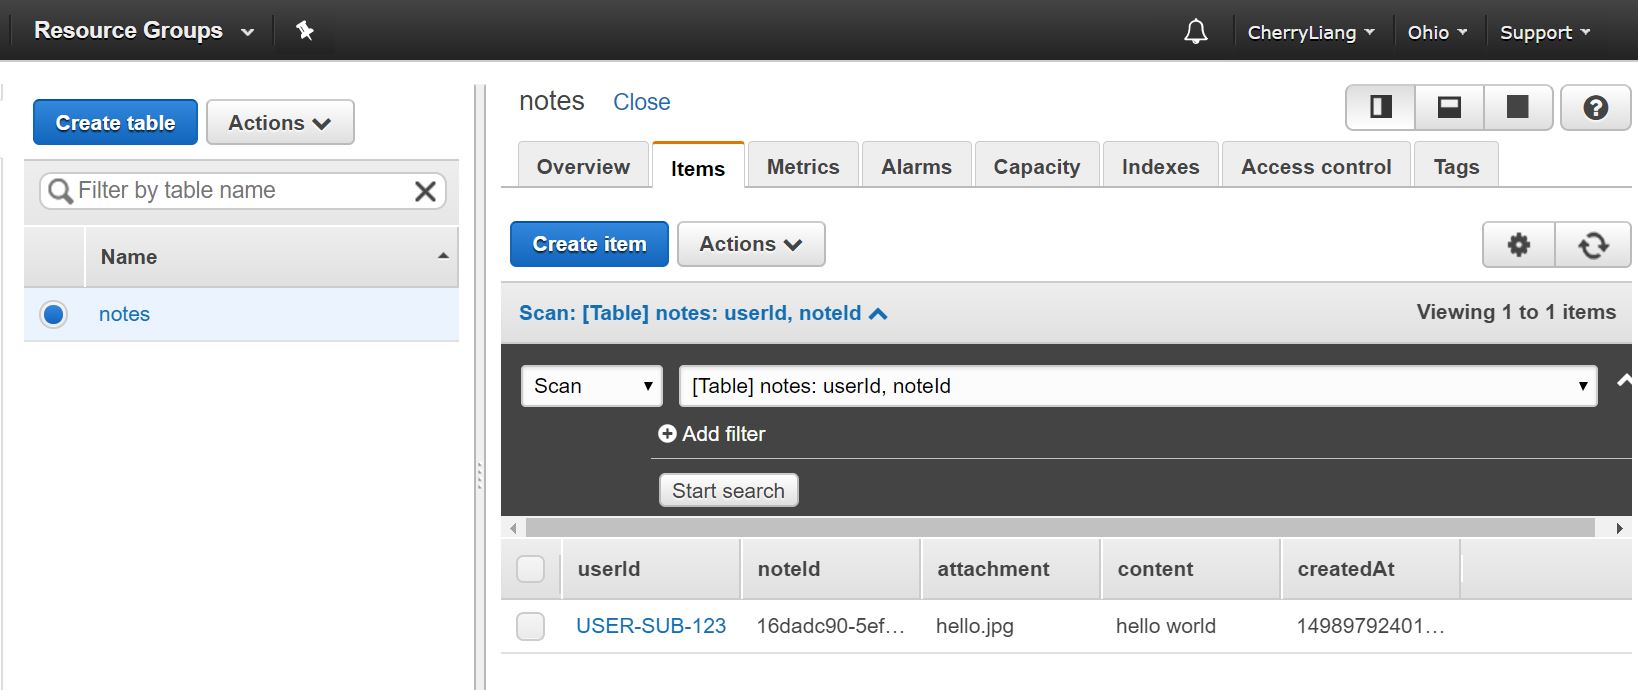 Resource Groups
CherryLiang
Ohio
Support
Create table
Actions
Filter by table name
Name
notes
notes Close
Overview
Items
Metrics
Alarms
Capacity
Indexes
Access control
Tags
Create item
Actions
Scan: [Table] notes: userId, noteId
Viewing 1 to 1 items
Scan
[Table] notes: userId, noteId
Add filter
Start search
userId noteId attachment content createdAt
USER-SUB-123 16dadc90-5ef... hello.jpg hello world 14989792401...